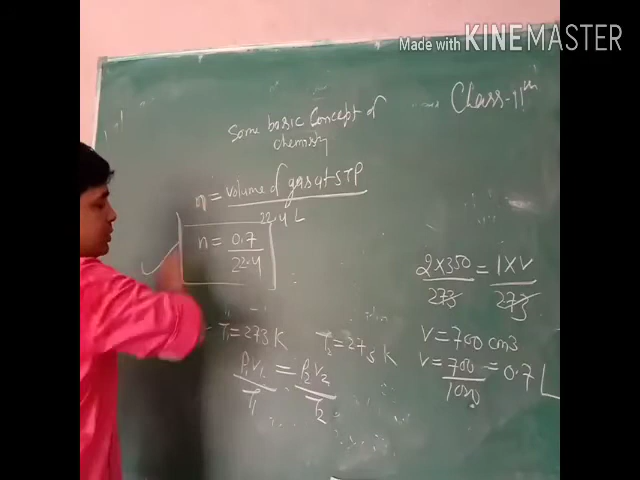 Made with KINEMASTER
Class-11th
Some basic Concept of
chemistry
n = volume of gas at STP
22.4 L
n = 0.7
22.4
T1 = 273 K
T2 = 273 K
P1V1 = P2V2
T1 T2
2×350 = 1×V
273 273
V = 700 cm3
V = 700 = 0.7 L
1000